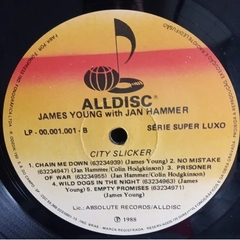 ALLDISC®
JAMES YOUNG with JAN HAMMER
LP - 00.001.001 - B SÉRIE SUPER LUXO
CITY SLICKER
1- CHAIN ME DOWN (63234939) (James Young) 2- NO MISTAKE
(63234947) (Jan Hammer/Colin Hodgkinson) 3- PRISONER
OF WAR (63234955) (Jan Hammer/Colin Hodgkinson)
4- WILD DOGS IN THE NIGHT (63234963) (James
Young) 5- EMPTY PROMISES (63234971)
(James Young)
Lic.: ABSOLUTE RECORDS/ALLDISC
℗ 1988